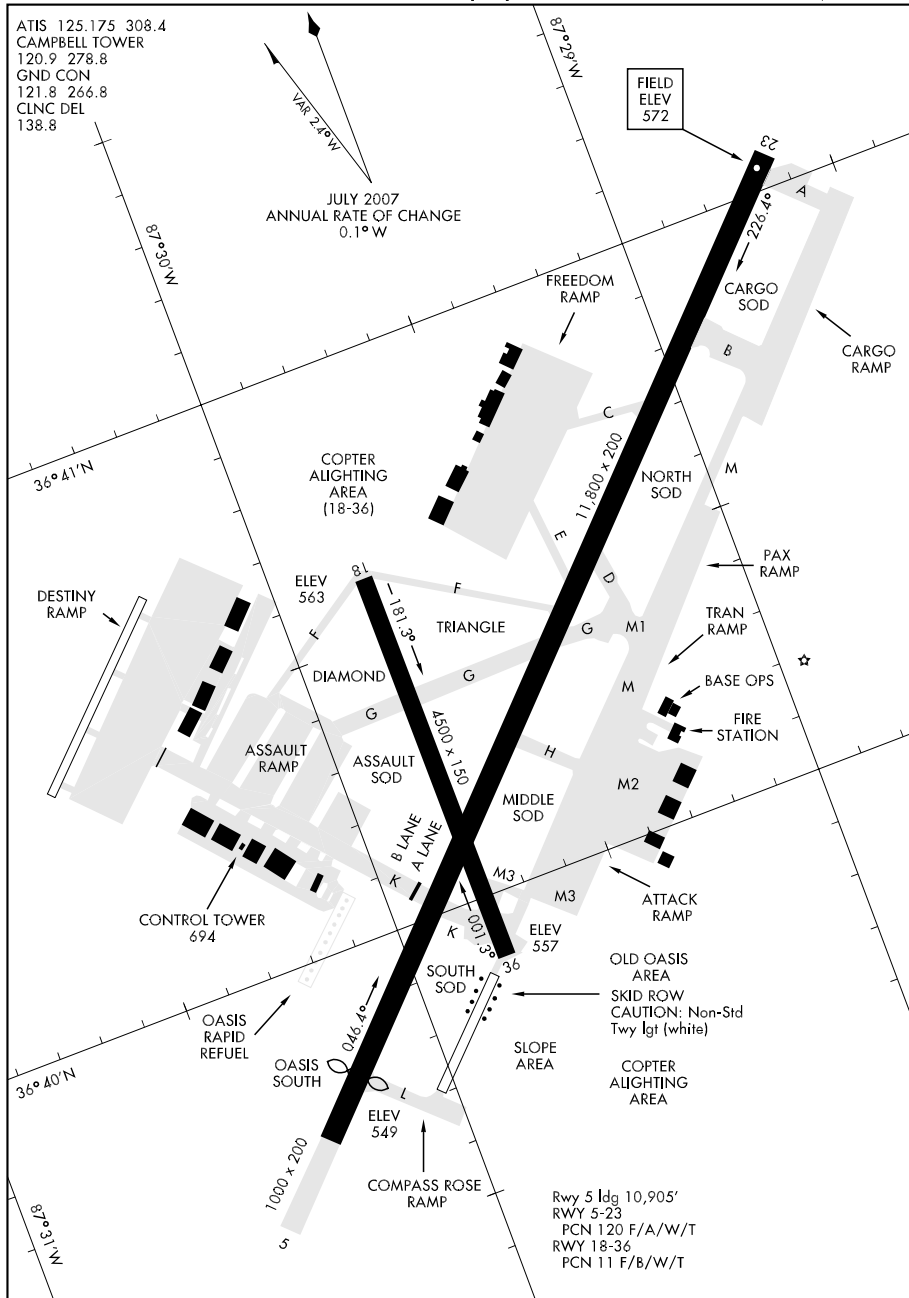 ATIS 125.175 308.4
CAMPBELL TOWER
120.9 278.8
GND CON
121.8 266.8
CLNC DEL
138.8
VAR 2.4° W
JULY 2007
ANNUAL RATE OF CHANGE
0.1° W
87°29'W
FIELD
ELEV
572
23
A
226.4°
87°30'W
CARGO
SOD
FREEDOM
RAMP
CARGO
RAMP
B
C
11,800 x 200
36°41'N
COPTER
ALIGHTING
AREA
(18-36)
NORTH
SOD
M
E
PAX
RAMP
D
DESTINY
RAMP
ELEV
563
18
F
181.3°
F
TRIANGLE
G
M1
TRAN
RAMP
DIAMOND
G
M
BASE OPS
G
4500 x 150
FIRE
STATION
ASSAULT
RAMP
ASSAULT
SOD
H
M2
MIDDLE
SOD
B LANE
A LANE
K
M3
M3
ATTACK
RAMP
CONTROL TOWER
694
K
001.3°
ELEV
557
36
SOUTH
SOD
OLD OASIS
AREA
SKID ROW
CAUTION: Non-Std
Twy lgt (white)
OASIS
RAPID
REFUEL
046.4°
SLOPE
AREA
COPTER
ALIGHTING
AREA
OASIS
SOUTH
36°40'N
L
ELEV
549
1000 x 200
COMPASS ROSE
RAMP
5
87°31'W
Rwy 5 ldg 10,905'
RWY 5-23
PCN 120 F/A/W/T
RWY 18-36
PCN 11 F/B/W/T